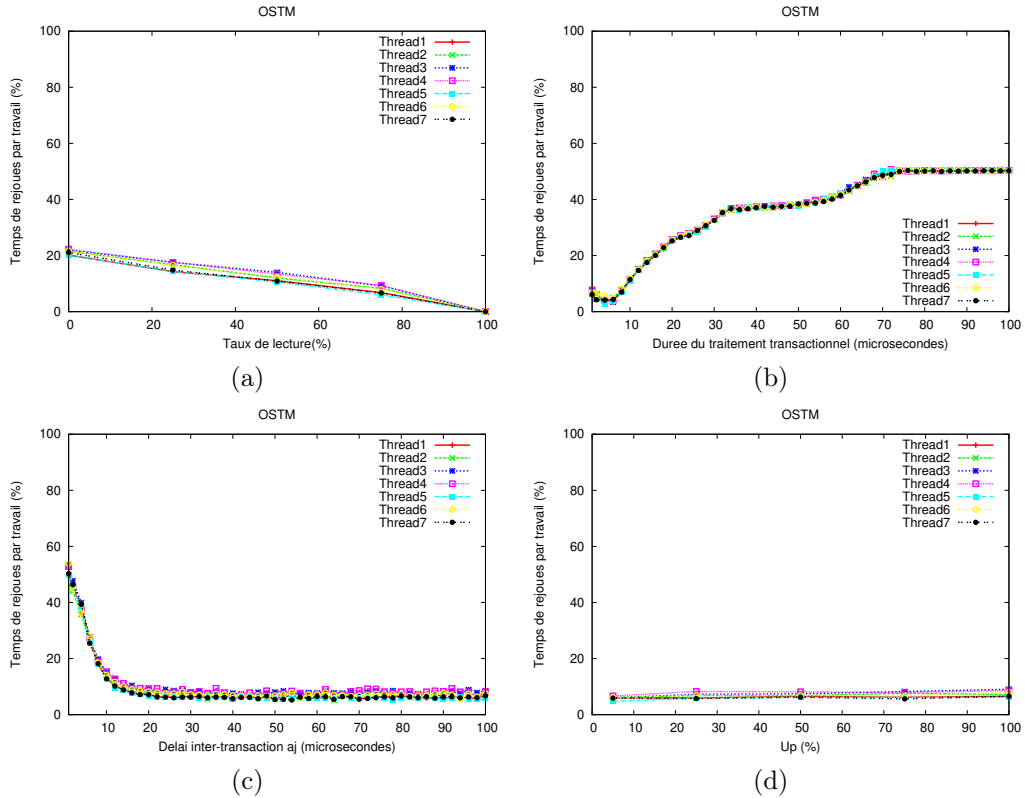 OSTM
Temps de rejoues par travail (%)
100
80
60
40
20
0
Thread1
Thread2
Thread3
Thread4
Thread5
Thread6
Thread7
0 20 40 60 80 100
Taux de lecture(%)
(a)
OSTM
Temps de rejoues par travail (%)
100
80
60
40
20
0
Thread1
Thread2
Thread3
Thread4
Thread5
Thread6
Thread7
10 20 30 40 50 60 70 80 90 100
Duree du traitement transactionnel (microsecondes)
(b)
OSTM
Temps de rejoues par travail (%)
100
80
60
40
20
0
Thread1
Thread2
Thread3
Thread4
Thread5
Thread6
Thread7
10 20 30 40 50 60 70 80 90 100
Delai inter-transaction aj (microsecondes)
(c)
OSTM
Temps de rejoues par travail (%)
100
80
60
40
20
0
Thread1
Thread2
Thread3
Thread4
Thread5
Thread6
Thread7
0 10 20 30 40 50 60 70 80 90 100
Up (%)
(d)